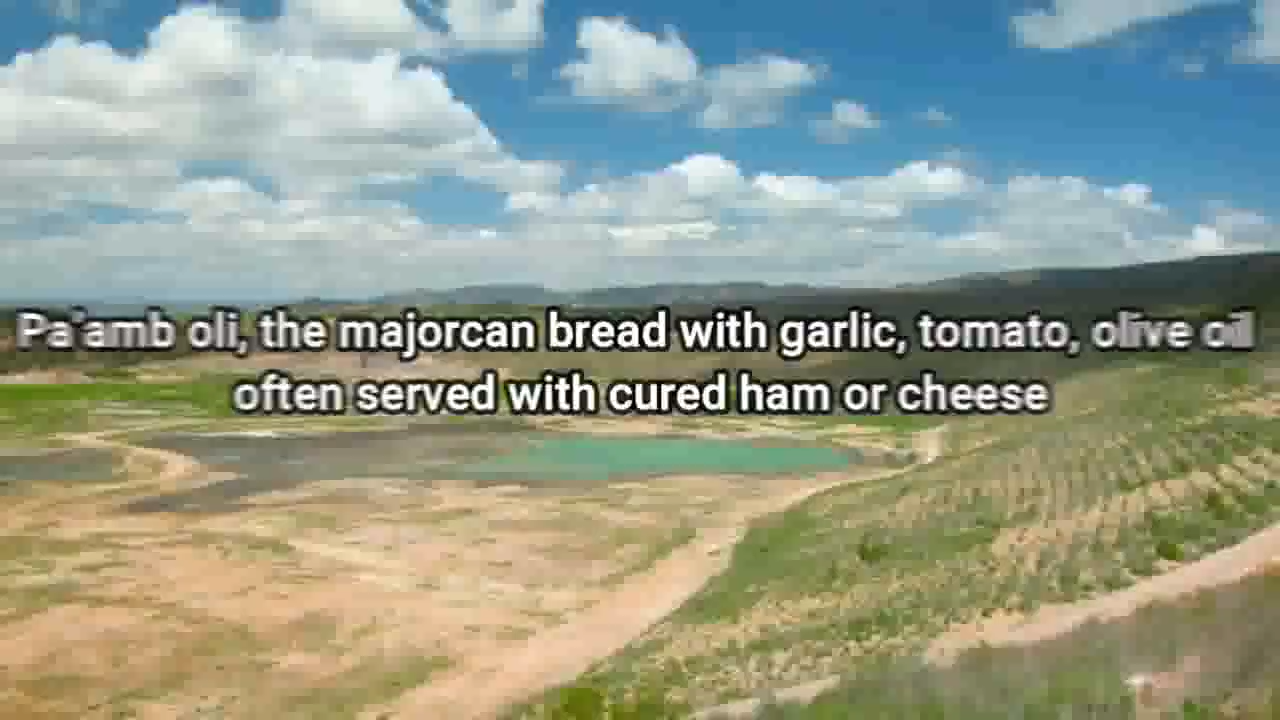 Pa'amb oli, the majorcan bread with garlic, tomato, olive oil
often served with cured ham or cheese